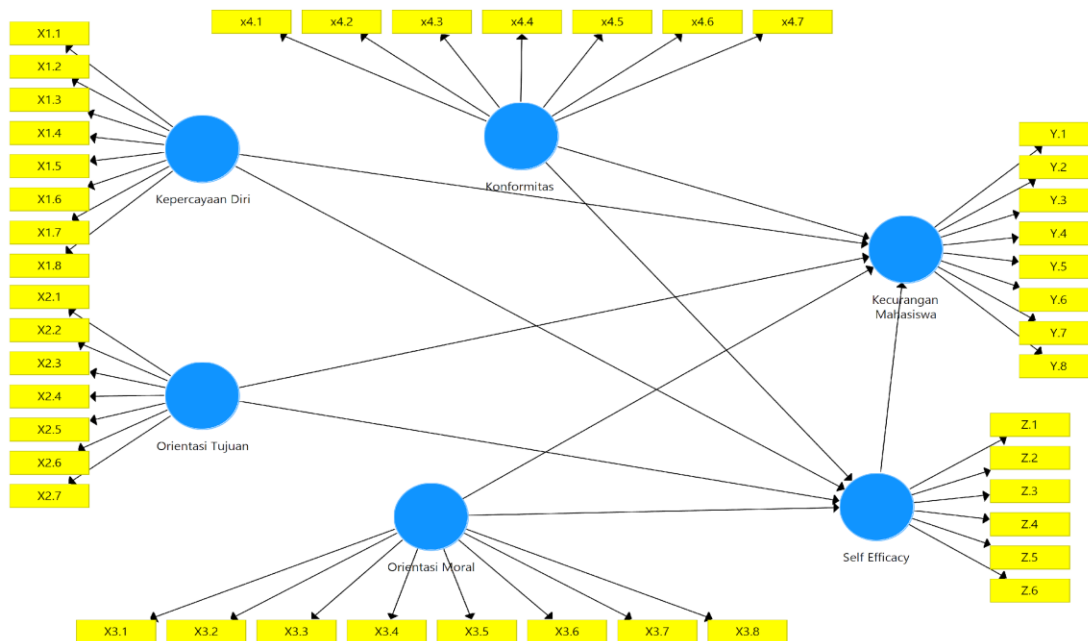 x4.1
x4.2
x4.3
x4.4
x4.5
x4.6
x4.7
X1.1
X1.2
X1.3
X1.4
X1.5
X1.6
X1.7
X1.8
Kepercayaan Diri
Konformitas
X2.1
X2.2
X2.3
X2.4
X2.5
X2.6
X2.7
Orientasi Tujuan
Y.1
Y.2
Y.3
Y.4
Y.5
Y.6
Y.7
Y.8
Kecurangan
Mahasiswa
Z.1
Z.2
Z.3
Z.4
Z.5
Z.6
Self Efficacy
Orientasi Moral
X3.1
X3.2
X3.3
X3.4
X3.5
X3.6
X3.7
X3.8